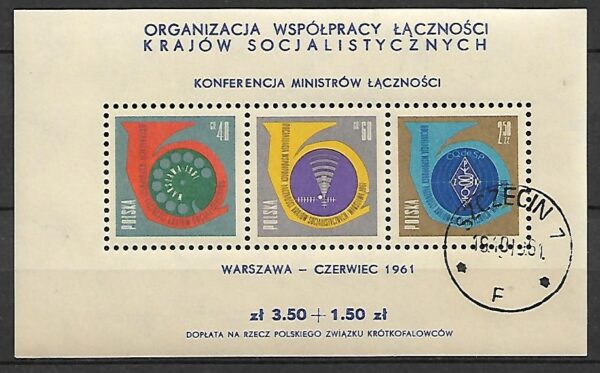 ORGANIZACJA WSPÓŁPRACY ŁĄCZNOŚCI
KRAJÓW SOCJALISTYCZNYCH
KONFERENCJA MINISTRÓW ŁĄCZNOŚCI
GR 40
POLSKA
WARSZAWA-1961
GR 60
POLSKA
2.50 ZŁ
POLSKA
CQ de SP
SZCZECIN 1
F
WARSZAWA – CZERWIEC 1961
zł 3.50 + 1.50 zł
DOPŁATA NA RZECZ POLSKIEGO ZWIĄZKU KRÓTKOFALOWCÓW